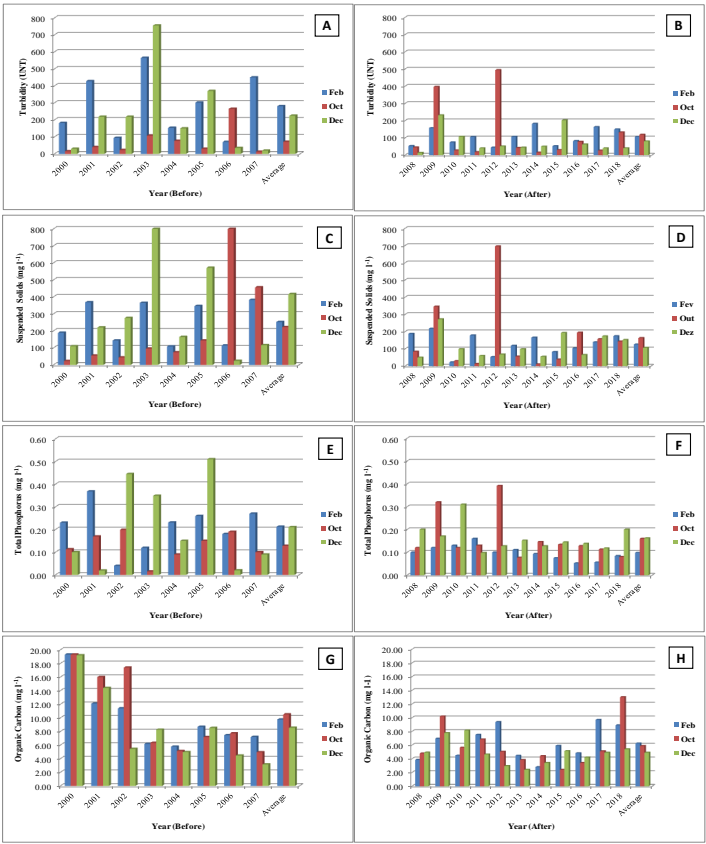 A
800
700
600
500
400
300
200
100
0
Turbidity (UNT)
2000 2001 2002 2003 2004 2005 2006 2007 Average
Year (Before)
Feb
Oct
Dec
B
800
700
600
500
400
300
200
100
0
Turbidity (UNT)
2008 2009 2010 2011 2012 2013 2014 2015 2016 2017 2018 Average
Year (After)
Feb
Oct
Dec
C
800
700
600
500
400
300
200
100
0
Suspended Solids (mg l-1)
2000 2001 2002 2003 2004 2005 2006 2007 Average
Year (Before)
Feb
Oct
Dec
D
800
700
600
500
400
300
200
100
0
Suspended Solids (mg l-1)
2008 2009 2010 2011 2012 2013 2014 2015 2016 2017 2018 Average
Year (After)
Fev
Out
Dez
E
0.60
0.50
0.40
0.30
0.20
0.10
0.00
Total Phosphorus (mg l-1)
2000 2001 2002 2003 2004 2005 2006 2007 Average
Year (Before)
Feb
Oct
Dec
F
0.60
0.50
0.40
0.30
0.20
0.10
0.00
Total Phosphorus (mg l-1)
2008 2009 2010 2011 2012 2013 2014 2015 2016 2017 2018 Average
Year (After)
Feb
Oct
Dec
G
20.00
18.00
16.00
14.00
12.00
10.00
8.00
6.00
4.00
2.00
0.00
Organic Carbon (mg l-1)
2000 2001 2002 2003 2004 2005 2006 2007 Average
Year (Before)
Feb
Oct
Dec
H
20.00
18.00
16.00
14.00
12.00
10.00
8.00
6.00
4.00
2.00
0.00
Organic Carbon (mg l-1)
2008 2009 2010 2011 2012 2013 2014 2015 2016 2017 2018 Average
Year (After)
Feb
Oct
Dec